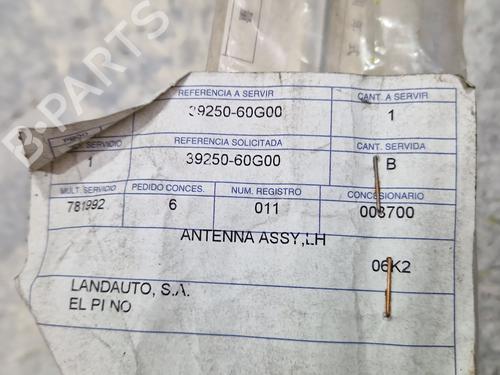 B-PARTS
REFERENCIA A SERVIR
CANT. A SERVIR
39250-60G00
1
SERVICIO
REFERENCIA SOLICITADA
CANT. SERVIDA
1
39250-60G00
B
MULT. SERVICIO
PEDIDO CONCES.
NUM. REGISTRO
CONCESIONARIO
781992
6
011
003700
ANTENNA ASSY,LH
06K2
LANDAUTO, S.A.
EL PINO